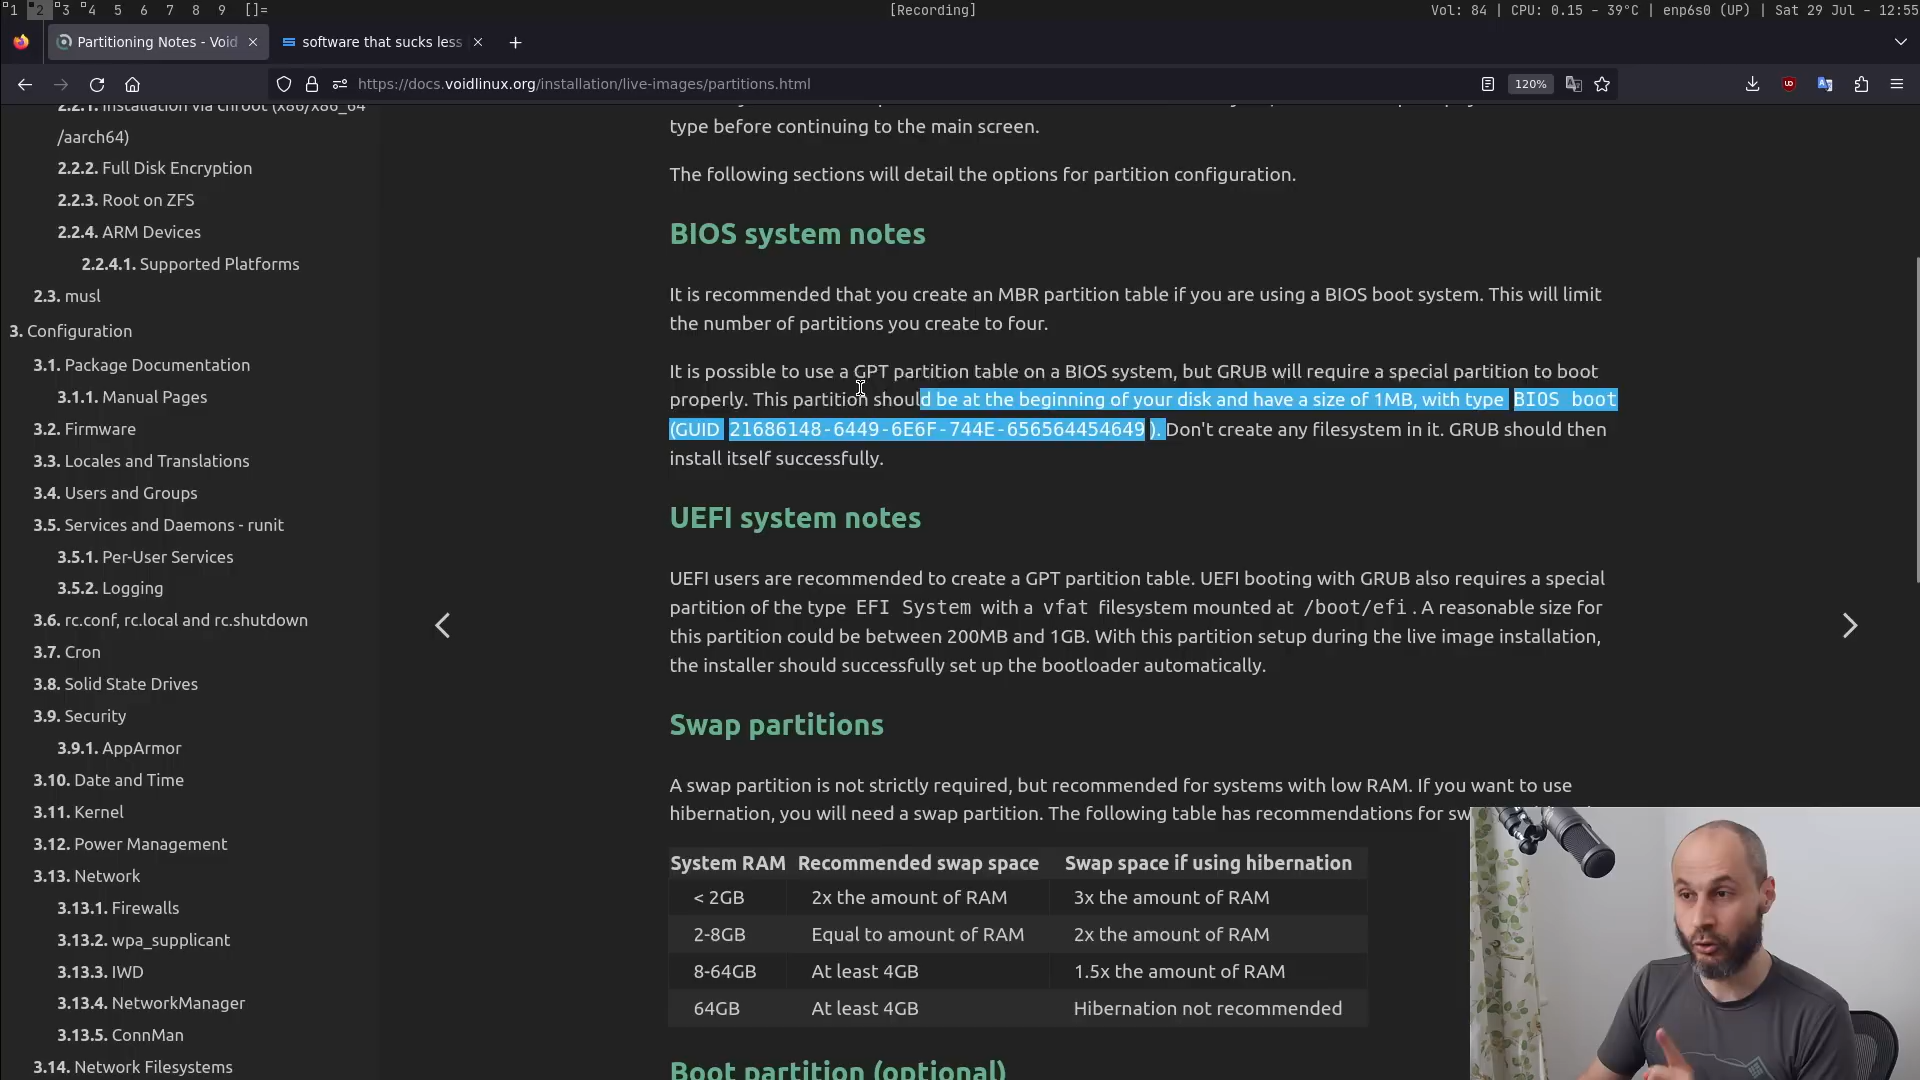 1 2 3 4 5 6 7 8 9 []= [Recording] Vol: 84 | CPU: 0.15 - 39°C | enp6s0 (UP) | Sat 29 Jul - 12:55
Partitioning Notes - Void software that sucks less
https://docs.voidlinux.org/installation/live-images/partitions.html 120%
2.2.1. Installation via chroot (x86/x86_64
/aarch64)
2.2.2. Full Disk Encryption
2.2.3. Root on ZFS
2.2.4. ARM Devices
2.2.4.1. Supported Platforms
2.3. musl
3. Configuration
3.1. Package Documentation
3.1.1. Manual Pages
3.2. Firmware
3.3. Locales and Translations
3.4. Users and Groups
3.5. Services and Daemons - runit
3.5.1. Per-User Services
3.5.2. Logging
3.6. rc.conf, rc.local and rc.shutdown
3.7. Cron
3.8. Solid State Drives
3.9. Security
3.9.1. AppArmor
3.10. Date and Time
3.11. Kernel
3.12. Power Management
3.13. Network
3.13.1. Firewalls
3.13.2. wpa_supplicant
3.13.3. IWD
3.13.4. NetworkManager
3.13.5. ConnMan
3.14. Network Filesystems
type before continuing to the main screen.
The following sections will detail the options for partition configuration.
BIOS system notes
It is recommended that you create an MBR partition table if you are using a BIOS boot system. This will limit
the number of partitions you create to four.
It is possible to use a GPT partition table on a BIOS system, but GRUB will require a special partition to boot
properly. This partition should be at the beginning of your disk and have a size of 1MB, with type BIOS boot
(GUID 21686148-6449-6E6F-744E-656564454649 ). Don't create any filesystem in it. GRUB should then
install itself successfully.
UEFI system notes
UEFI users are recommended to create a GPT partition table. UEFI booting with GRUB also requires a special
partition of the type EFI System with a vfat filesystem mounted at /boot/efi . A reasonable size for
this partition could be between 200MB and 1GB. With this partition setup during the live image installation,
the installer should successfully set up the bootloader automatically.
Swap partitions
A swap partition is not strictly required, but recommended for systems with low RAM. If you want to use
hibernation, you will need a swap partition. The following table has recommendations for
System RAM Recommended swap space Swap space if using hibernation
< 2GB 2x the amount of RAM 3x the amount of RAM
2-8GB Equal to amount of RAM 2x the amount of RAM
8-64GB At least 4GB 1.5x the amount of RAM
64GB At least 4GB Hibernation not recommended
Boot partition (optional)